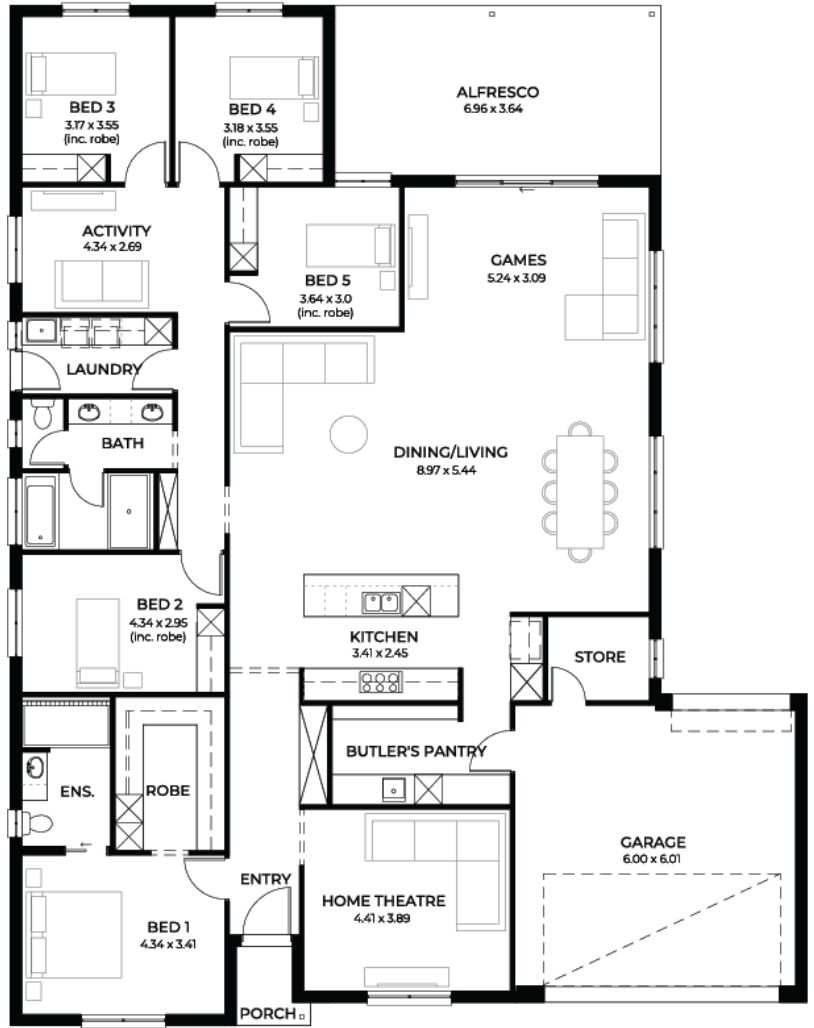 BED 3
3.17 x 3.55
(inc. robe)
BED 4
3.18 x 3.55
(inc. robe)
ALFRESCO
6.96 x 3.64
ACTIVITY
4.34 x 2.69
BED 5
3.64 x 3.0
(inc. robe)
GAMES
5.24 x 3.09
LAUNDRY
BATH
DINING/LIVING
8.97 x 5.44
BED 2
4.34 x 2.95
(inc. robe)
KITCHEN
3.41 x 2.45
STORE
BUTLER'S PANTRY
ENS.
ROBE
GARAGE
6.00 x 6.01
ENTRY
HOME THEATRE
4.41 x 3.89
BED 1
4.34 x 3.41
PORCH